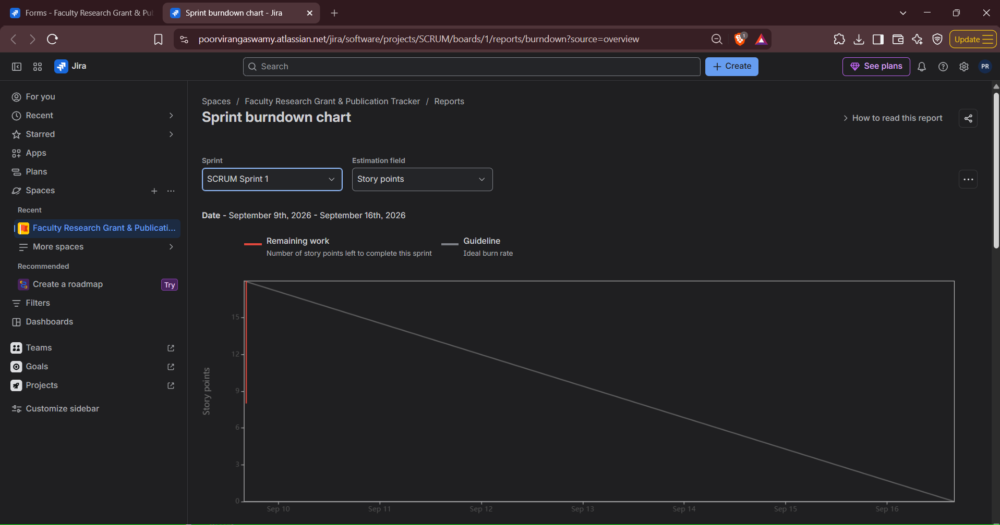 Forms - Faculty Research Grant & Pu
Sprint burndown chart - Jira
poorvirangaswamy.atlassian.net/jira/software/projects/SCRUM/boards/1/reports/burndown?source=overview
1
Update
Jira
Search
Create
See plans
PR
For you
Recent
Starred
Apps
Plans
Spaces
Recent
Faculty Research Grant & Publicati...
More spaces
Recommended
Create a roadmap
Try
Filters
Dashboards
Teams
Goals
Projects
Customize sidebar
Spaces / Faculty Research Grant & Publication Tracker / Reports
Sprint burndown chart
How to read this report
Sprint
Estimation field
SCRUM Sprint 1
Story points
Date - September 9th, 2026 - September 16th, 2026
Remaining work
Number of story points left to complete this sprint
Guideline
Ideal burn rate
Story points
15
12
9
6
3
0
Sep 10
Sep 11
Sep 12
Sep 13
Sep 14
Sep 15
Sep 16